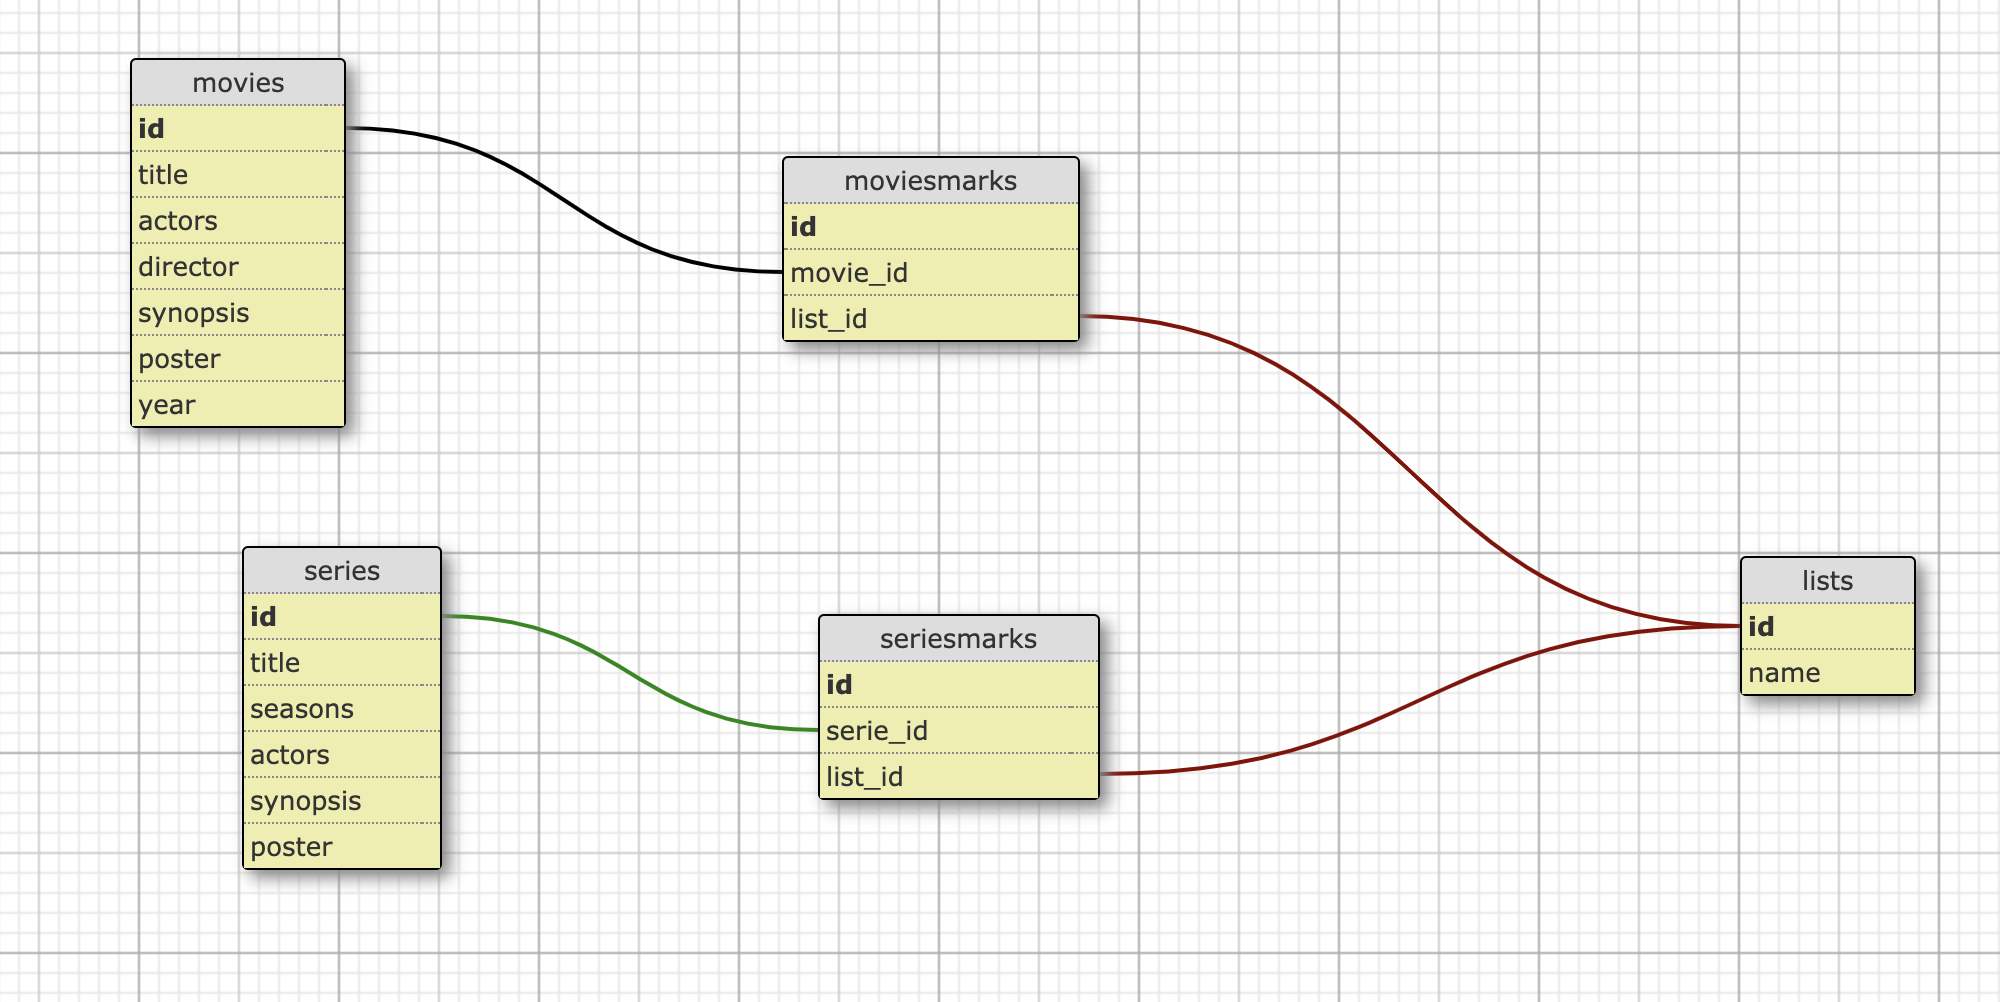 movies
id
title
actors
director
synopsis
poster
year
moviesmarks
id
movie_id
list_id
series
id
title
seasons
actors
synopsis
poster
seriesmarks
id
serie_id
list_id
lists
id
name